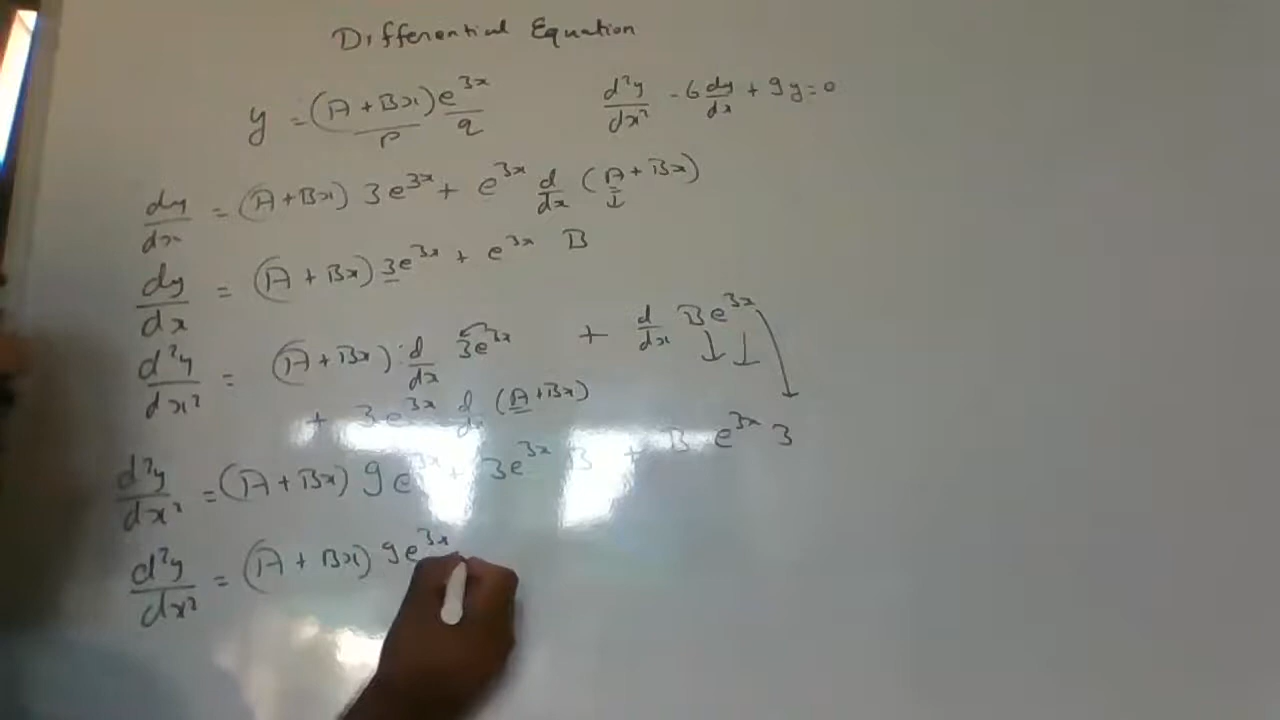 Differential Equation
y = (A + Bx) e^3x d²y/dx² - 6 dy/dx + 9y = 0
p q
dy/dx = (A + Bx) 3e^3x + e^3x d/dx (A + Bx)
dy/dx = (A + Bx) 3e^3x + e^3x B
d²y/dx² = (A + Bx) · d/dx 3e^3x + d/dx Be^3x
+ 3e^3x d/dx (A + Bx)
d²y/dx² = (A + Bx) 9e^3x + 3e^3x B + B e^3x 3
d²y/dx² = (A + Bx) 9e^3x